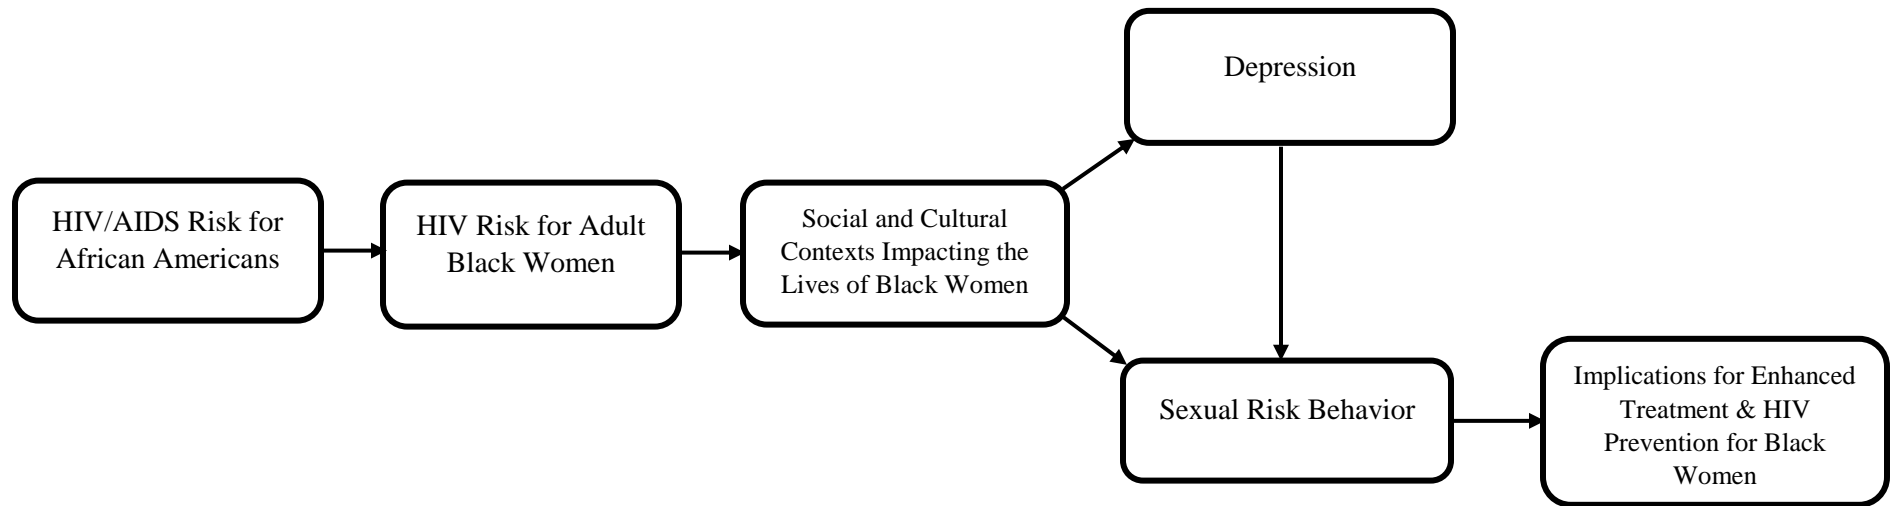 HIV/AIDS Risk for
African Americans
HIV Risk for Adult
Black Women
Social and Cultural
Contexts Impacting the
Lives of Black Women
Depression
Sexual Risk Behavior
Implications for Enhanced
Treatment & HIV
Prevention for Black
Women